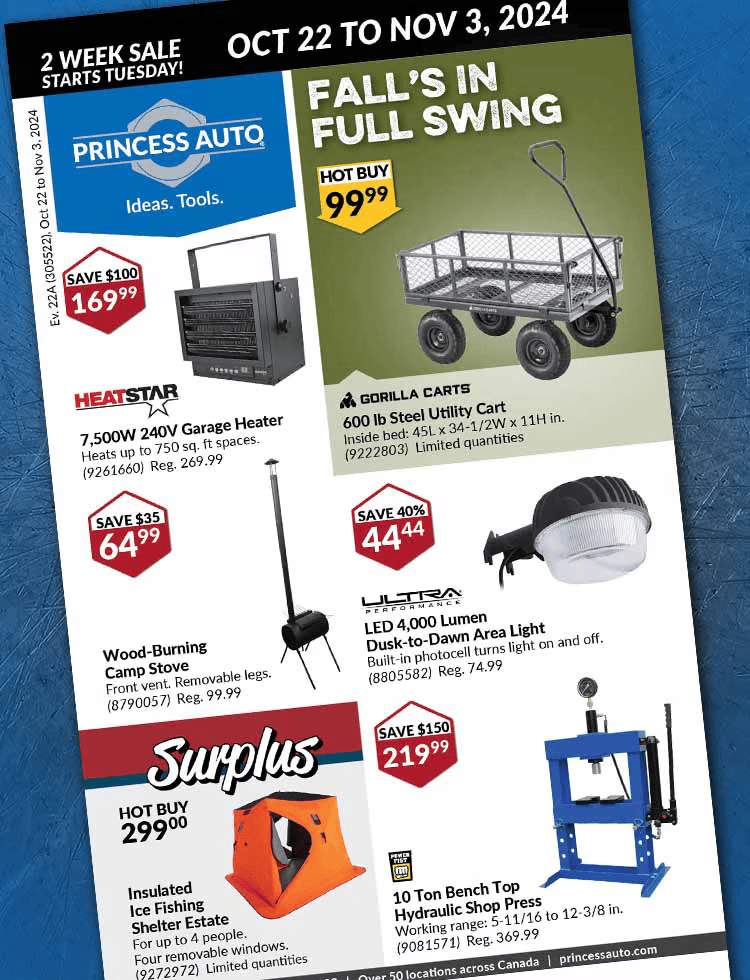 2 WEEK SALE
STARTS TUESDAY!
OCT 22 TO NOV 3, 2024
Ev. 22A (305522), Oct 22 to Nov 3, 2024
PRINCESS AUTO
Ideas. Tools.
FALL'S IN
FULL SWING
HOT BUY
99⁹⁹
GORILLA CARTS
600 lb Steel Utility Cart
Inside bed: 45L x 34-1/2W x 11H in.
(9222803) Limited quantities
SAVE $100
169⁹⁹
HEATSTAR
7,500W 240V Garage Heater
Heats up to 750 sq. ft spaces.
(9261660) Reg. 269.99
SAVE $35
64⁹⁹
Wood-Burning
Camp Stove
Front vent. Removable legs.
(8790057) Reg. 99.99
SAVE 40%
44⁴⁴
ULTRA
PERFORMANCE
LED 4,000 Lumen
Dusk-to-Dawn Area Light
Built-in photocell turns light on and off.
(8805582) Reg. 74.99
Surplus
HOT BUY
299⁰⁰
Insulated
Ice Fishing
Shelter Estate
For up to 4 people.
Four removable windows.
(9272972) Limited quantities
SAVE $150
219⁹⁹
POWER FIST
10 Ton Bench Top
Hydraulic Shop Press
Working range: 5-11/16 to 12-3/8 in.
(9081571) Reg. 369.99
| Over 50 locations across Canada | princessauto.com